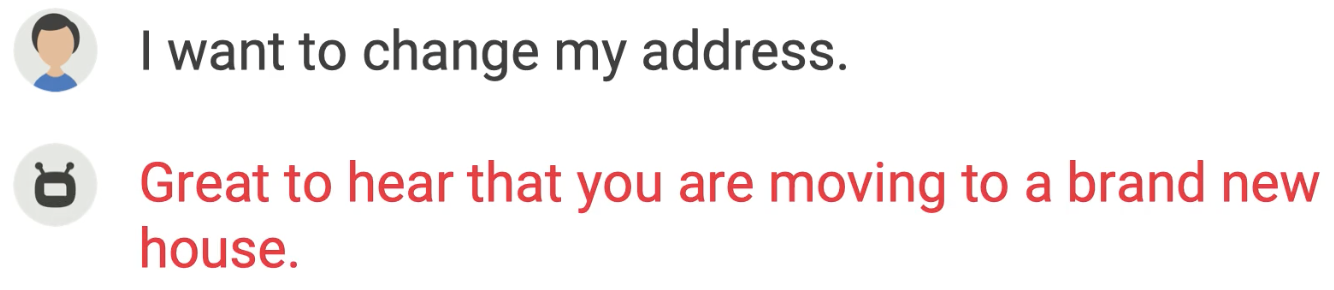 I want to change my address.
Great to hear that you are moving to a brand new
house.